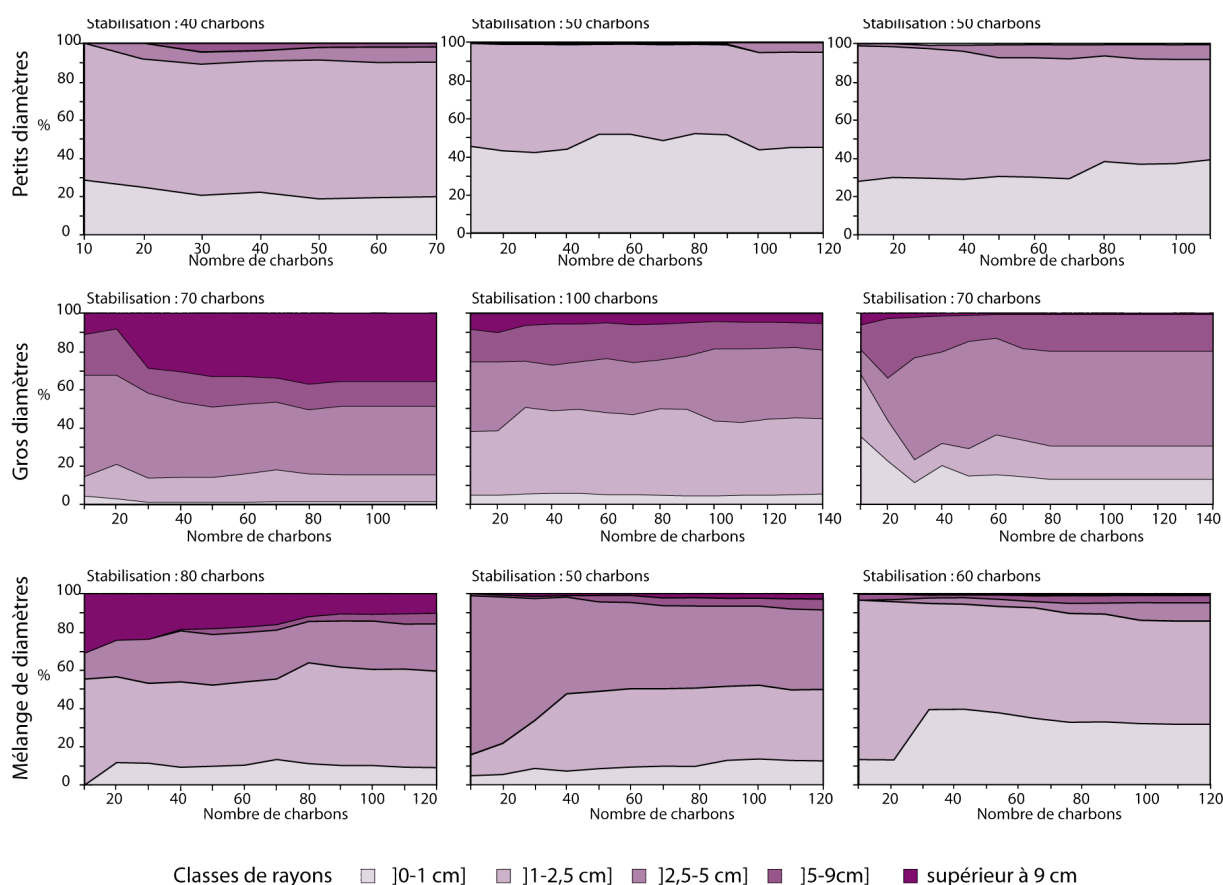 Stabilisation : 40 charbons
Stabilisation : 50 charbons
Stabilisation : 50 charbons
Petits diamètres
%
100
80
60
40
20
0
10 20 30 40 50 60 70
Nombre de charbons
100
80
60
40
20
0
20 40 60 80 100 120
Nombre de charbons
100
80
60
40
20
0
20 40 60 80 100
Nombre de charbons
Stabilisation : 70 charbons
Stabilisation : 100 charbons
Stabilisation : 70 charbons
Gros diamètres
%
100
80
60
40
20
0
20 40 60 80 100
Nombre de charbons
20 40 60 80 100 120 140
Nombre de charbons
20 40 60 80 100 120 140
Nombre de charbons
Stabilisation : 80 charbons
Stabilisation : 50 charbons
Stabilisation : 60 charbons
Mélange de diamètres
%
100
80
60
40
20
0
20 40 60 80 100 120
Nombre de charbons
20 40 60 80 100 120
Nombre de charbons
20 40 60 80 100 120
Nombre de charbons
Classes de rayons ]0-1 cm] ]1-2,5 cm] ]2,5-5 cm] ]5-9cm] supérieur à 9 cm